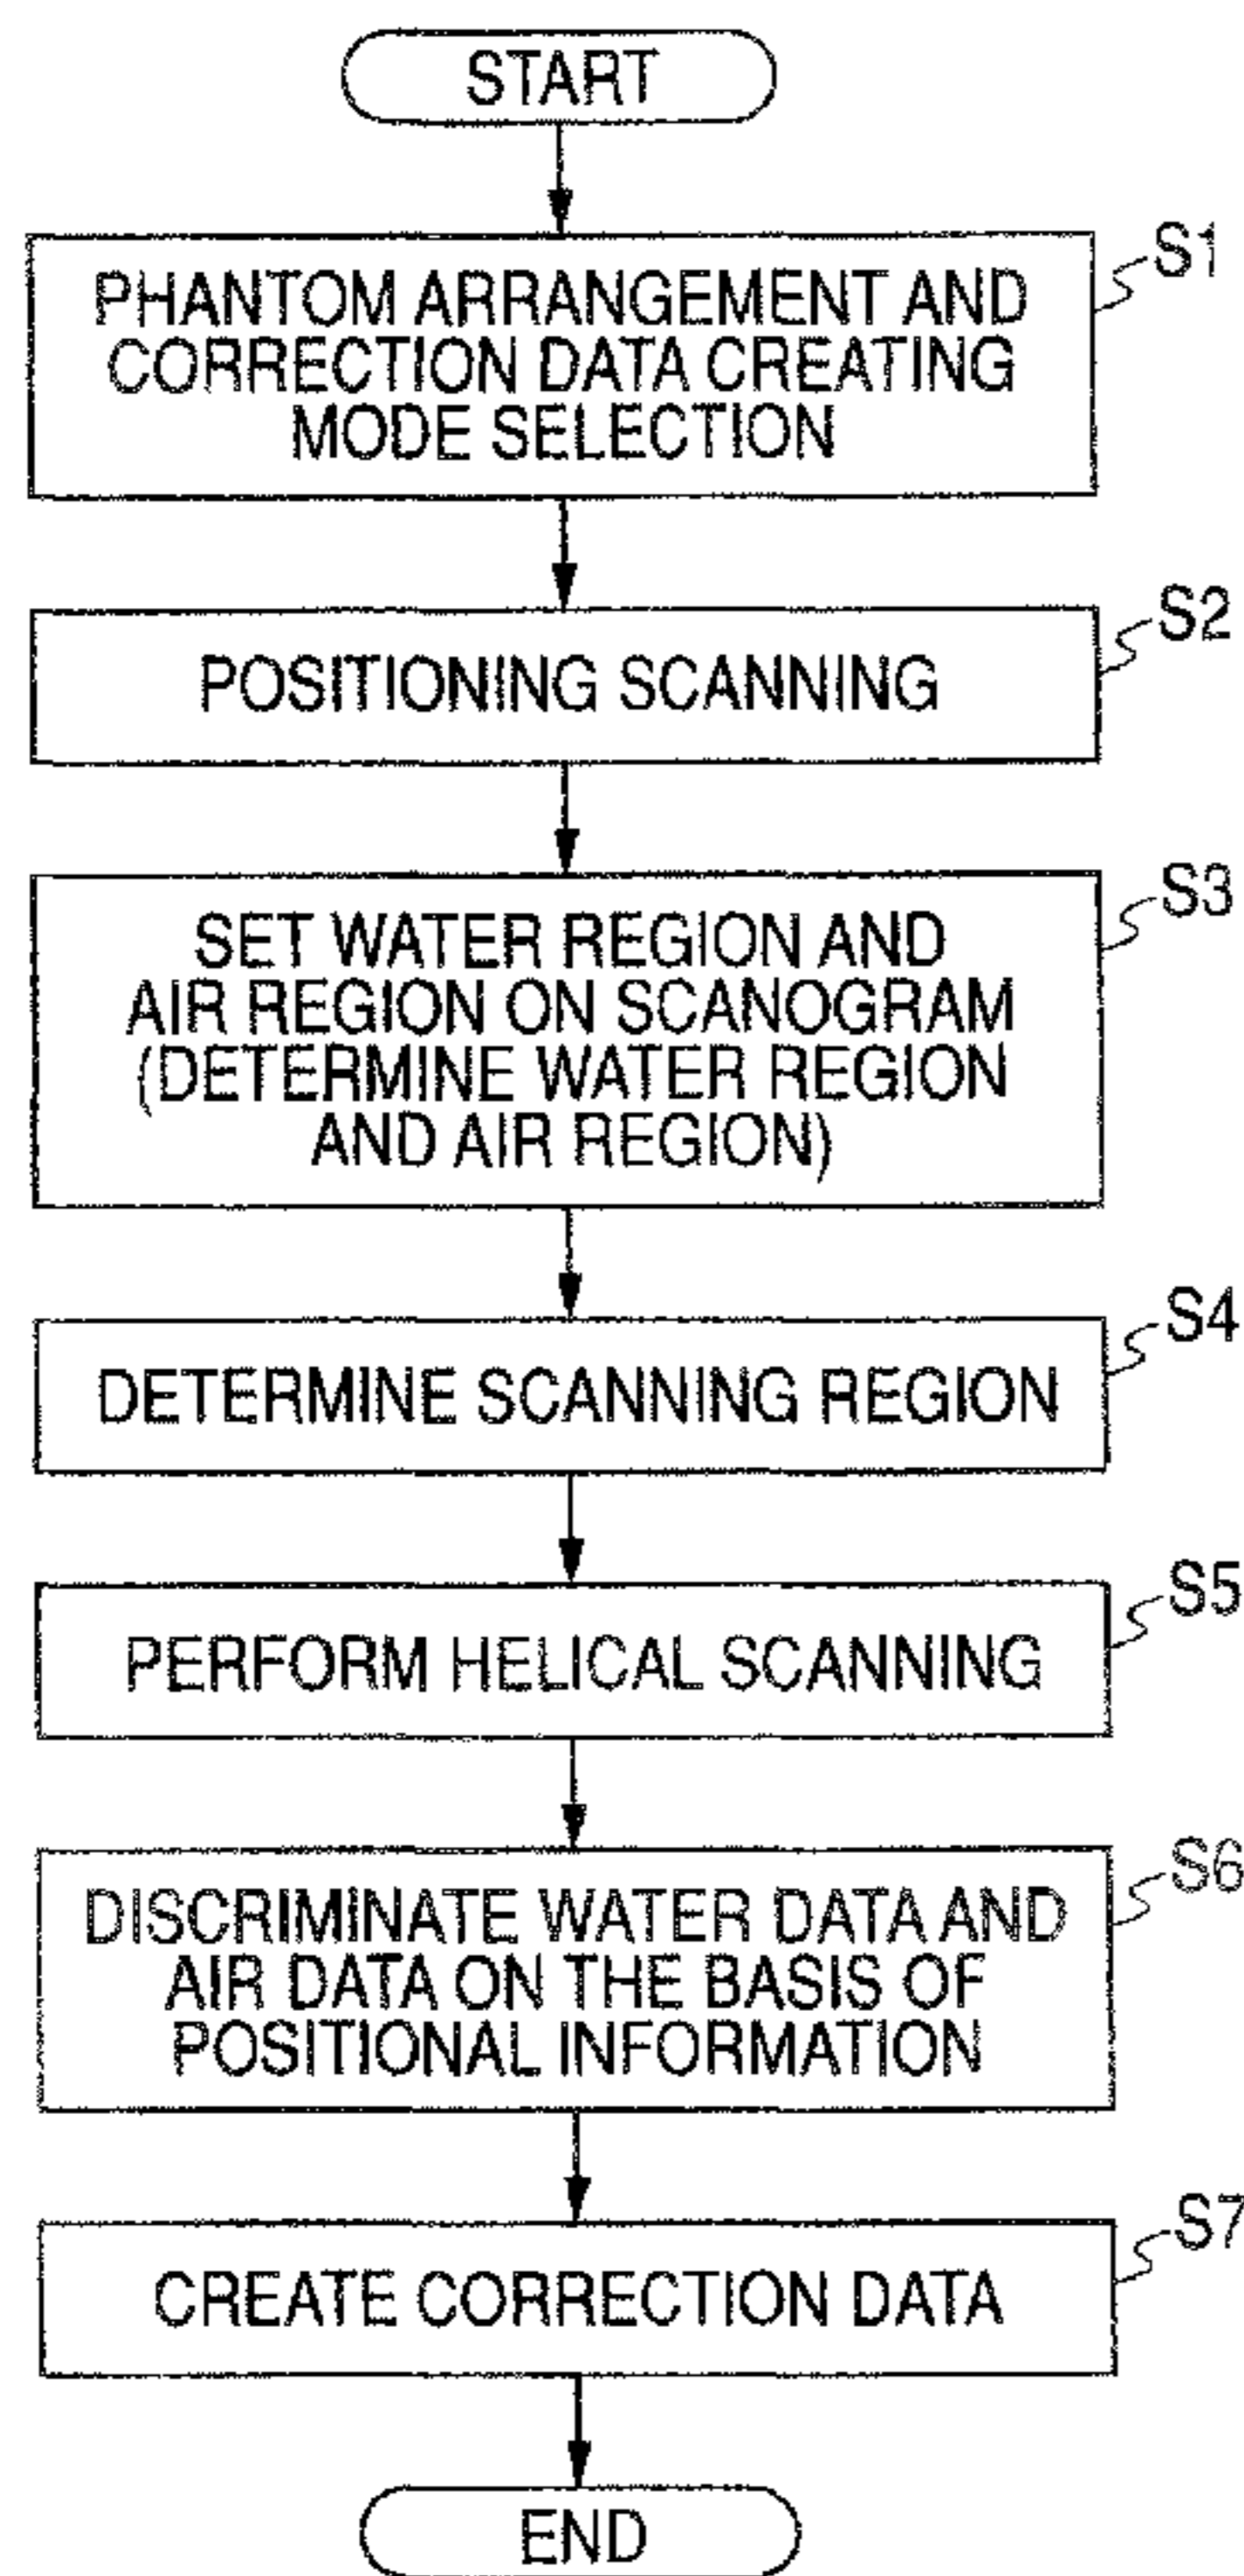 START
S1
PHANTOM ARRANGEMENT AND
CORRECTION DATA CREATING
MODE SELECTION
S2
POSITIONING SCANNING
S3
SET WATER REGION AND
AIR REGION ON SCANOGRAM
(DETERMINE WATER REGION
AND AIR REGION)
S4
DETERMINE SCANNING REGION
S5
PERFORM HELICAL SCANNING
S6
DISCRIMINATE WATER DATA AND
AIR DATA ON THE BASIS OF
POSITIONAL INFORMATION
S7
CREATE CORRECTION DATA
END